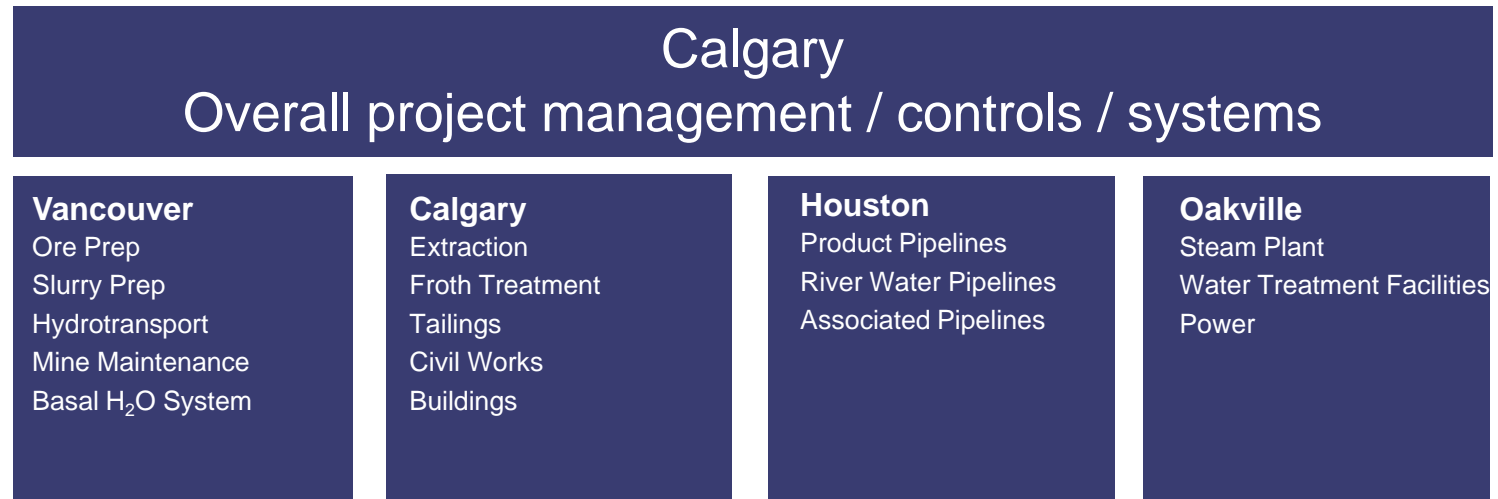 Calgary
Overall project management / controls / systems
Vancouver
Ore Prep
Slurry Prep
Hydrotransport
Mine Maintenance
Basal H₂O System
Calgary
Extraction
Froth Treatment
Tailings
Civil Works
Buildings
Houston
Product Pipelines
River Water Pipelines
Associated Pipelines
Oakville
Steam Plant
Water Treatment Facilities
Power